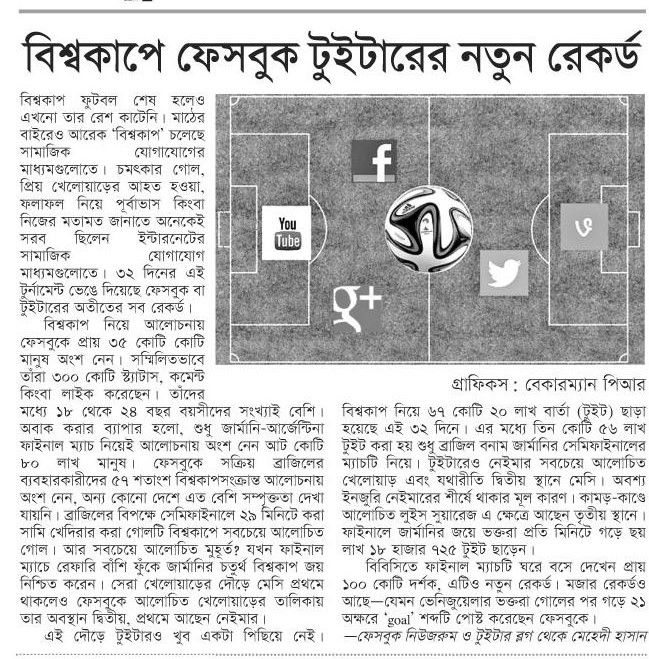 বিশ্বকাপে ফেসবুক টুইটারের নতুন রেকর্ড
বিশ্বকাপ ফুটবল শেষ হলেও
এখনো তার রেশ কাটেনি। মাঠের
বাইরেও আরেক ‘বিশ্বকাপ’ চলেছে
সামাজিক যোগাযোগের
মাধ্যমগুলোতে। চমৎকার গোল,
প্রিয় খেলোয়াড়ের আহত হওয়া,
ফলাফল নিয়ে পূর্বাভাস কিংবা
নিজের মতামত জানাতে অনেকেই
সরব ছিলেন ইন্টারনেটের
সামাজিক যোগাযোগ
মাধ্যমগুলোতে। ৩২ দিনের এই
টুর্নামেন্ট ভেঙে দিয়েছে ফেসবুক বা
টুইটারের অতীতের সব রেকর্ড।
বিশ্বকাপ নিয়ে আলোচনায়
ফেসবুকে প্রায় ৩৫ কোটি কোটি
মানুষ অংশ নেন। সম্মিলিতভাবে
তাঁরা ৩০০ কোটি স্ট্যাটাস, কমেন্ট
কিংবা লাইক করেছেন। তাঁদের
মধ্যে ১৮ থেকে ২৪ বছর বয়সীদের সংখ্যাই বেশি।
অবাক করার ব্যাপার হলো, শুধু জার্মানি-আর্জেন্টিনা
ফাইনাল ম্যাচ নিয়েই আলোচনায় অংশ নেন আট কোটি
৮০ লাখ মানুষ। ফেসবুকে সক্রিয় ব্রাজিলের
ব্যবহারকারীদের ৫৭ শতাংশ বিশ্বকাপসংক্রান্ত আলোচনায়
অংশ নেন, অন্য কোনো দেশে এত বেশি সম্পৃক্ততা দেখা
যায়নি। ব্রাজিলের বিপক্ষে সেমিফাইনালে ২৯ মিনিটে করা
সামি খেদিরার করা গোলটি বিশ্বকাপে সবচেয়ে আলোচিত
গোল। আর সবচেয়ে আলোচিত মুহূর্ত? যখন ফাইনাল
ম্যাচে রেফারি বাঁশি ফুঁকে জার্মানির চতুর্থ বিশ্বকাপ জয়
নিশ্চিত করেন। সেরা খেলোয়াড়ের দৌড়ে মেসি প্রথমে
থাকলেও ফেসবুকে আলোচিত খেলোয়াড়ের তালিকায়
তার অবস্থান দ্বিতীয়, প্রথমে আছেন নেইমার।
এই দৌড়ে টুইটারও খুব একটা পিছিয়ে নেই।
You
Tube
f
g+
গ্রাফিকস : বেকারম্যান পিআর
বিশ্বকাপ নিয়ে ৬৭ কোটি ২০ লাখ বার্তা (টুইট) ছাড়া
হয়েছে এই ৩২ দিনে। এর মধ্যে তিন কোটি ৫৬ লাখ
টুইট করা হয় শুধু ব্রাজিল বনাম জার্মানির সেমিফাইনালের
ম্যাচটি নিয়ে। টুইটারেও নেইমার সবচেয়ে আলোচিত
খেলোয়াড় এবং যথারীতি দ্বিতীয় স্থানে মেসি। অবশ্য
ইনজুরি নেইমারের শীর্ষে থাকার মূল কারণ। কামড়-কাণ্ডে
আলোচিত লুইস সুয়ারেজ এ ক্ষেত্রে আছেন তৃতীয় স্থানে।
ফাইনালে জার্মানির জয়ে ভক্তরা প্রতি মিনিটে গড়ে ছয়
লাখ ১৮ হাজার ৭২৫ টুইট ছাড়েন।
বিবিসিতে ফাইনাল ম্যাচটি ঘরে বসে দেখেন প্রায়
১০০ কোটি দর্শক, এটিও নতুন রেকর্ড। মজার রেকর্ডও
আছে—যেমন ভেনিজুয়েলার ভক্তরা গোলের পর গড়ে ২১
অক্ষরে ‘goal’ শব্দটি পোস্ট করেছেন ফেসবুকে।
—ফেসবুক নিউজরুম ও টুইটার ব্লগ থেকে মেহেদী হাসান